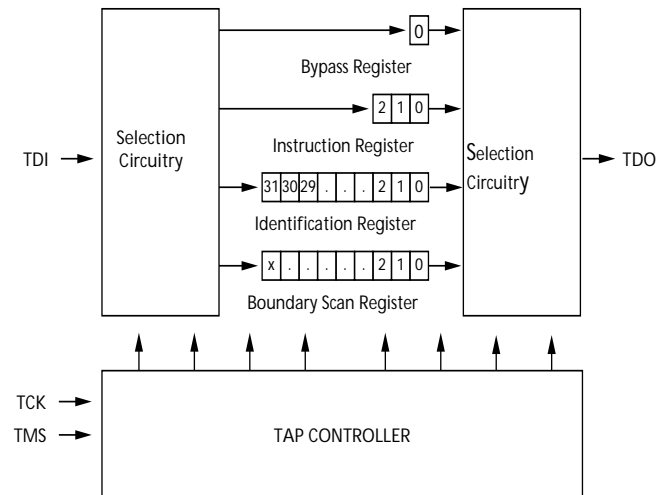 0
Bypass Register
2 1 0
Selection
Circuitry
Instruction Register
Selection
Circuitry
TDI
TDO
31 30 29 . . . 2 1 0
Identification Register
x . . . . . 2 1 0
Boundary Scan Register
TCK
TMS
TAP CONTROLLER